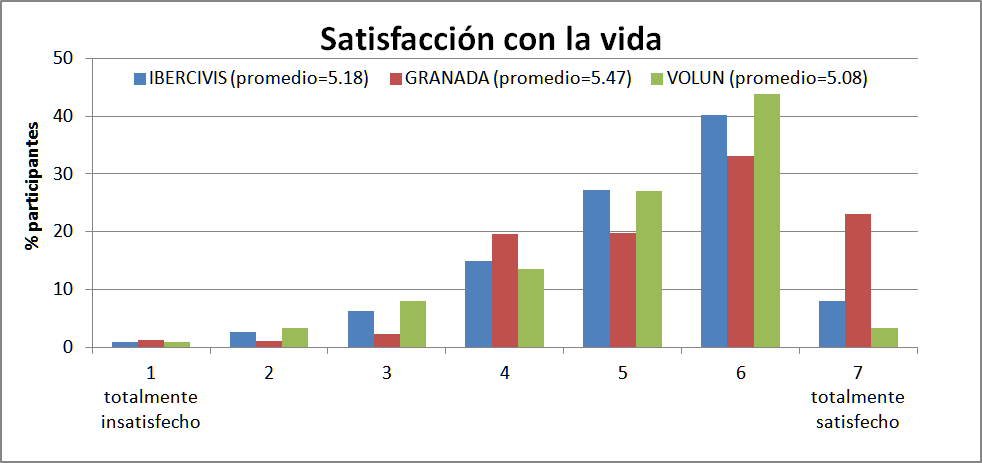 Satisfacción con la vida
IBERCIVIS (promedio=5.18) GRANADA (promedio=5.47) VOLUN (promedio=5.08)
% participantes
50
40
30
20
10
0
1 2 3 4 5 6 7
totalmente totalmente
insatisfecho satisfecho